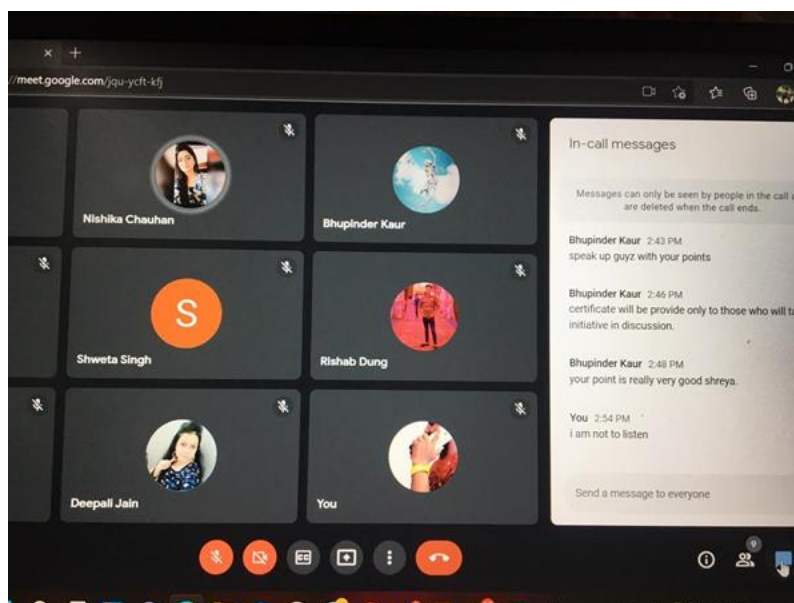 //meet.google.com/jqu-ycft-kfj
Nishika Chauhan
Bhupinder Kaur
S
Shweta Singh
Rishab Dung
Deepali Jain
You
CC
In-call messages
Messages can only be seen by people in the call
are deleted when the call ends.
Bhupinder Kaur 2:43 PM
speak up guyz with your points
Bhupinder Kaur 2:46 PM
certificate will be provide only to those who will
initiative in discussion.
Bhupinder Kaur 2:48 PM
your point is really very good shreya.
You 2:54 PM
i am not to listen
Send a message to everyone
9